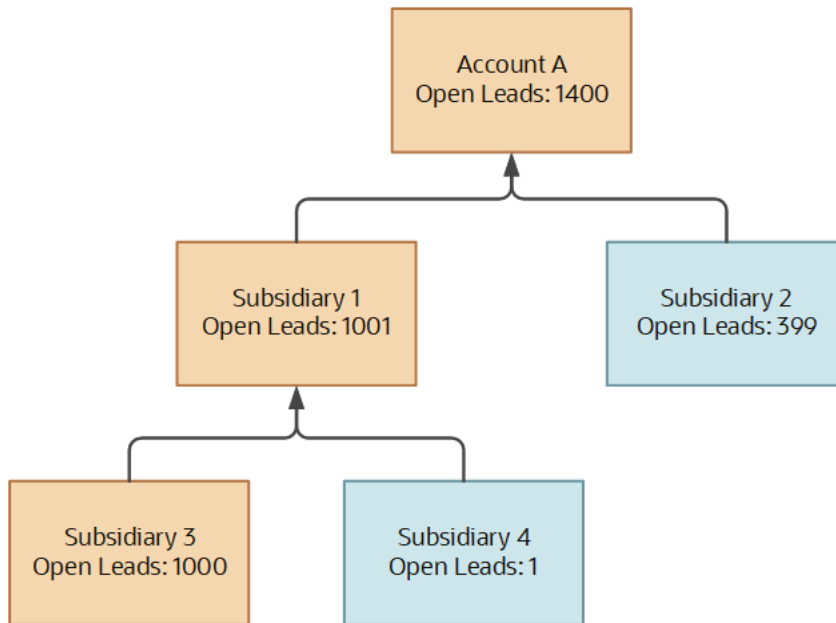 Account A
Open Leads: 1400
Subsidiary 1
Open Leads: 1001
Subsidiary 2
Open Leads: 399
Subsidiary 3
Open Leads: 1000
Subsidiary 4
Open Leads: 1